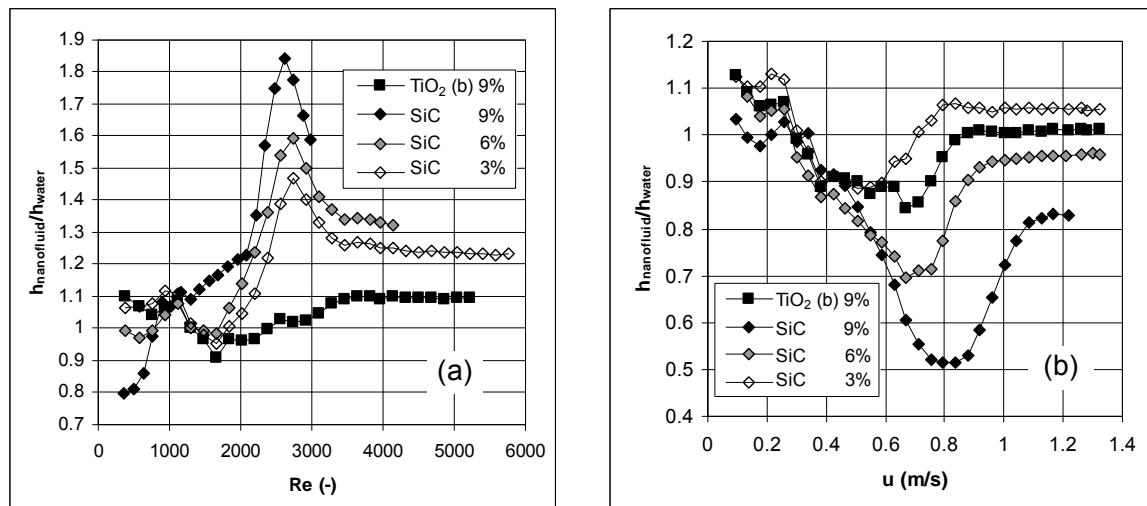 1.9
1.8
1.7
1.6
1.5
1.4
1.3
1.2
1.1
1
0.9
0.8
0.7
h_nanofluid/h_water
TiO₂ (b) 9%
SiC 9%
SiC 6%
SiC 3%
(a)
0 1000 2000 3000 4000 5000 6000
Re (-)
1.2
1.1
1
0.9
0.8
0.7
0.6
0.5
0.4
h_nanofluid/h_water
TiO₂ (b) 9%
SiC 9%
SiC 6%
SiC 3%
(b)
0 0.2 0.4 0.6 0.8 1 1.2 1.4
u (m/s)